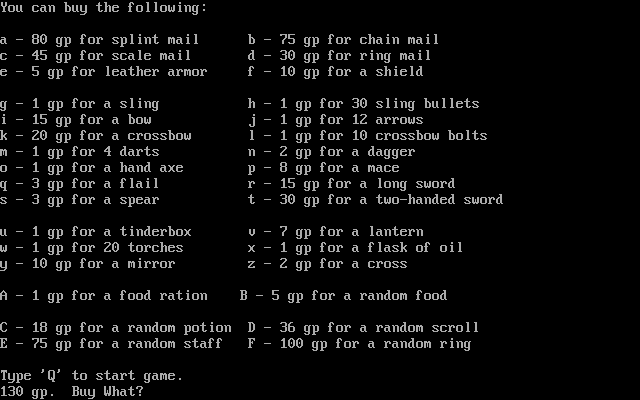 You can buy the following:
a - 80 gp for splint mail b - 75 gp for chain mail
c - 45 gp for scale mail d - 30 gp for ring mail
e - 5 gp for leather armor f - 10 gp for a shield
g - 1 gp for a sling h - 1 gp for 30 sling bullets
i - 15 gp for a bow j - 1 gp for 12 arrows
k - 20 gp for a crossbow l - 1 gp for 10 crossbow bolts
m - 1 gp for 4 darts n - 2 gp for a dagger
o - 1 gp for a hand axe p - 8 gp for a mace
q - 3 gp for a flail r - 15 gp for a long sword
s - 3 gp for a spear t - 30 gp for a two-handed sword
u - 1 gp for a tinderbox v - 7 gp for a lantern
w - 1 gp for 20 torches x - 1 gp for a flask of oil
y - 10 gp for a mirror z - 2 gp for a cross
A - 1 gp for a food ration B - 5 gp for a random food
C - 18 gp for a random potion D - 36 gp for a random scroll
E - 75 gp for a random staff F - 100 gp for a random ring
Type 'Q' to start game.
130 gp. Buy What?